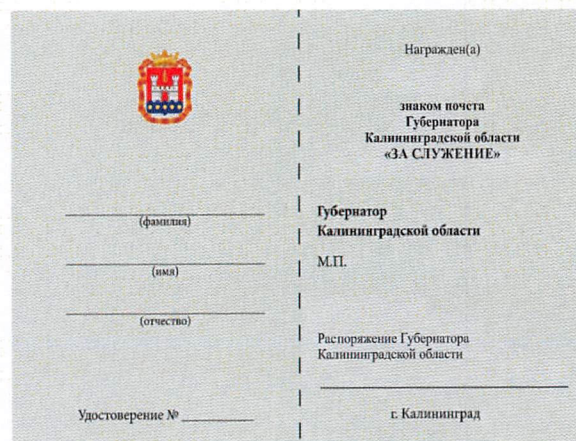 (фамилия)
(имя)
(отчество)
Удостоверение № ___________
Награжден(а)
знаком почета
Губернатора
Калининградской области
«ЗА СЛУЖЕНИЕ»
Губернатор
Калининградской области
М.П.
Распоряжение Губернатора
Калининградской области
г. Калининград